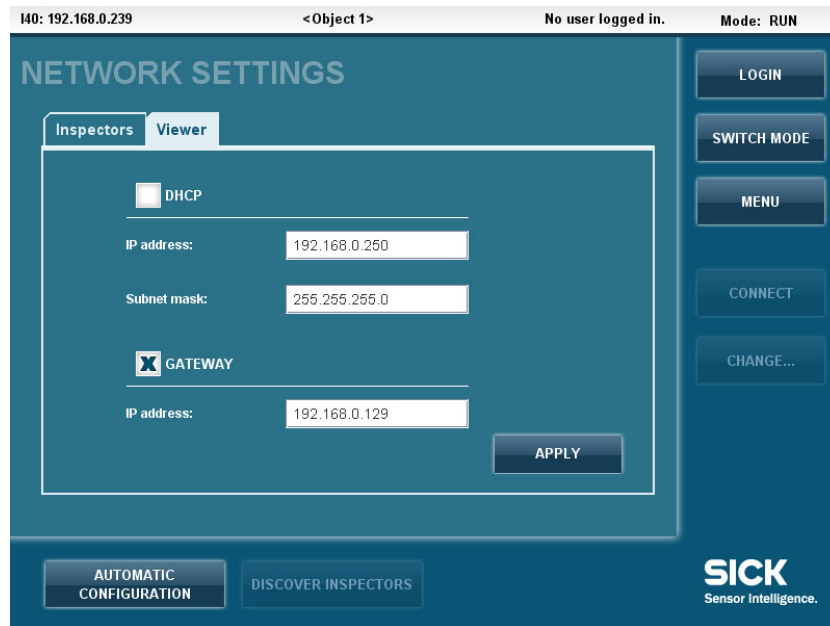 I40: 192.168.0.239 <Object 1> No user logged in. Mode: RUN
NETWORK SETTINGS
LOGIN
Inspectors Viewer
SWITCH MODE
DHCP
MENU
IP address: 192.168.0.250
Subnet mask: 255.255.255.0
CONNECT
X GATEWAY
CHANGE...
IP address: 192.168.0.129
APPLY
AUTOMATIC
CONFIGURATION
DISCOVER INSPECTORS
SICK
Sensor Intelligence.